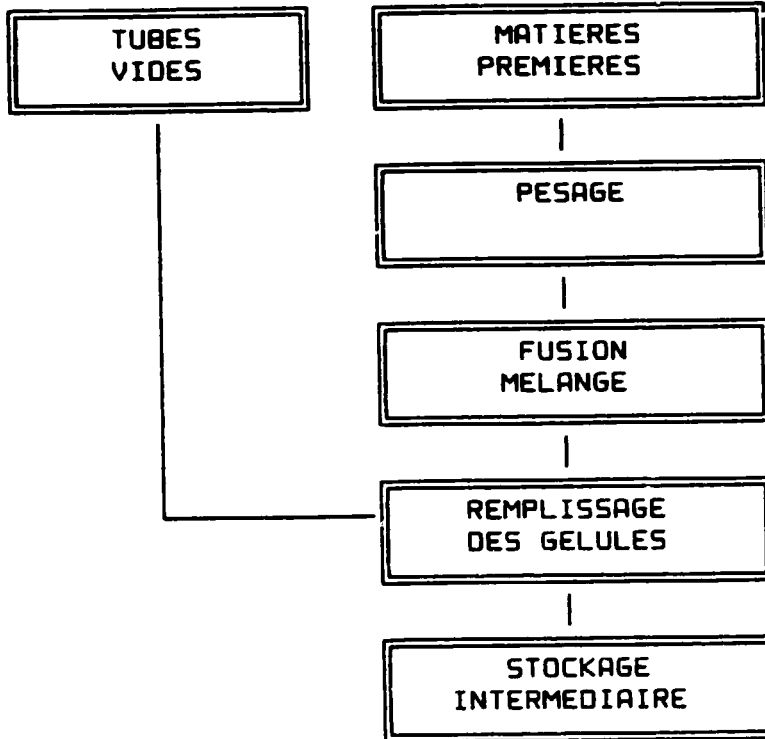 TUBES
VIDES
MATIERES
PREMIERES
PESAGE
FUSION
MELANGE
REMPLISSAGE
DES GELULES
STOCKAGE
INTERMEDIAIRE